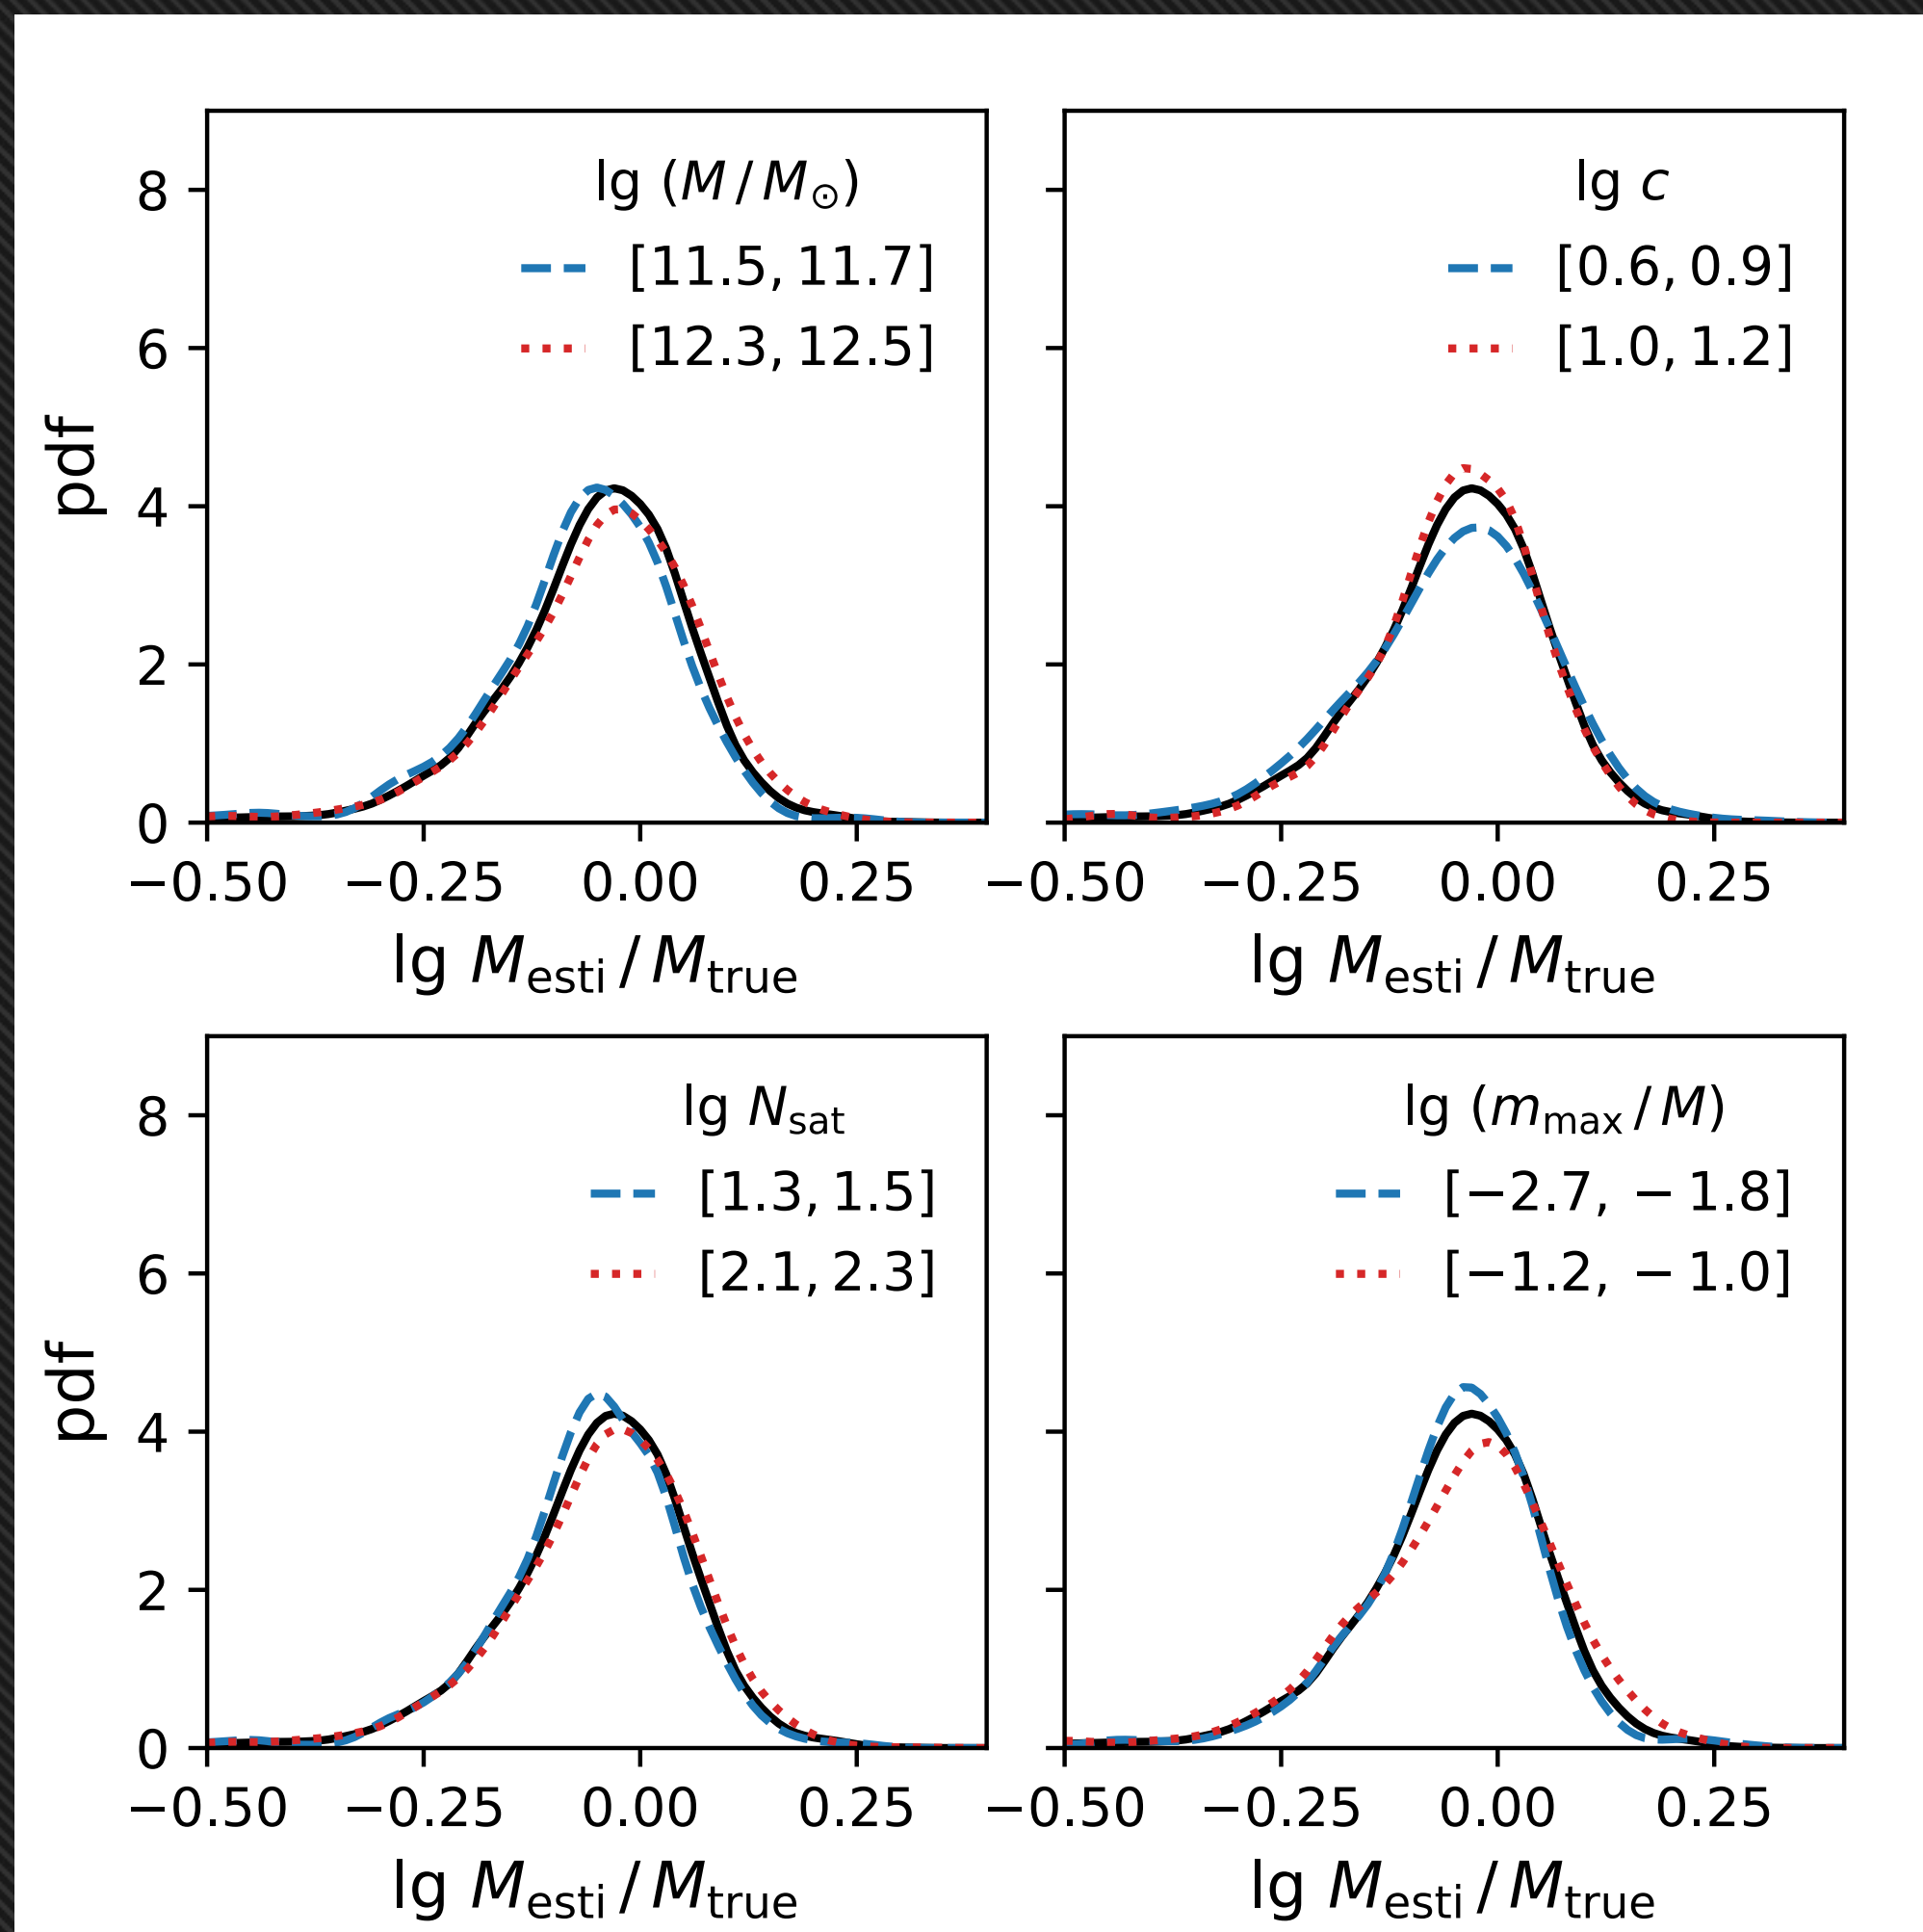 lg (M / M☉)
[11.5, 11.7]
[12.3, 12.5]
pdf
8
6
4
2
0
−0.50 −0.25 0.00 0.25
lg Mesti / Mtrue
lg c
[0.6, 0.9]
[1.0, 1.2]
−0.50 −0.25 0.00 0.25
lg Mesti / Mtrue
lg Nsat
[1.3, 1.5]
[2.1, 2.3]
pdf
8
6
4
2
0
−0.50 −0.25 0.00 0.25
lg Mesti / Mtrue
lg (mmax / M)
[−2.7, −1.8]
[−1.2, −1.0]
−0.50 −0.25 0.00 0.25
lg Mesti / Mtrue